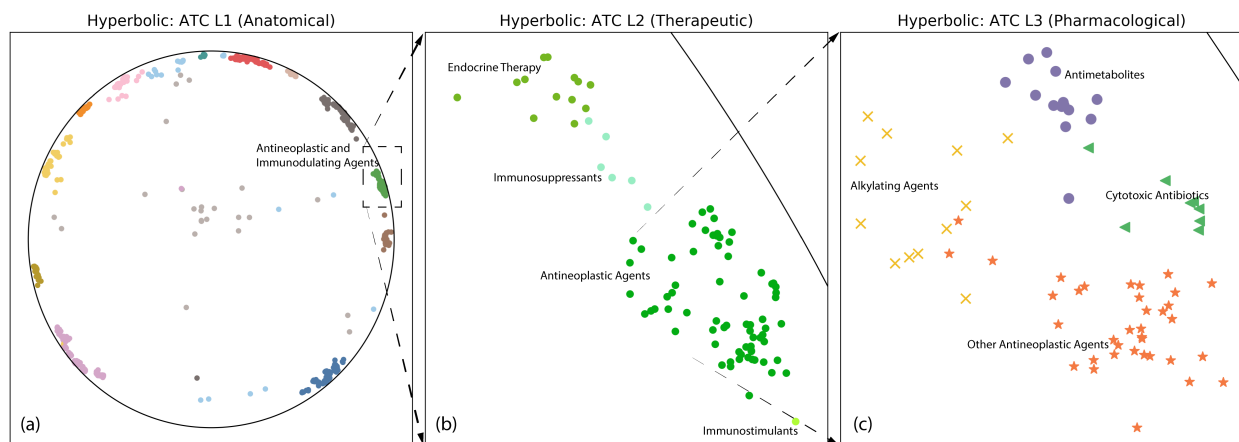 Hyperbolic: ATC L1 (Anatomical)
Hyperbolic: ATC L2 (Therapeutic)
Hyperbolic: ATC L3 (Pharmacological)
Antineoplastic and
Immunodulating Agents
(a)
Endocrine Therapy
Immunosuppressants
Antineoplastic Agents
Immunostimulants
(b)
Antimetabolites
Alkylating Agents
Cytotoxic Antibiotics
Other Antineoplastic Agents
(c)